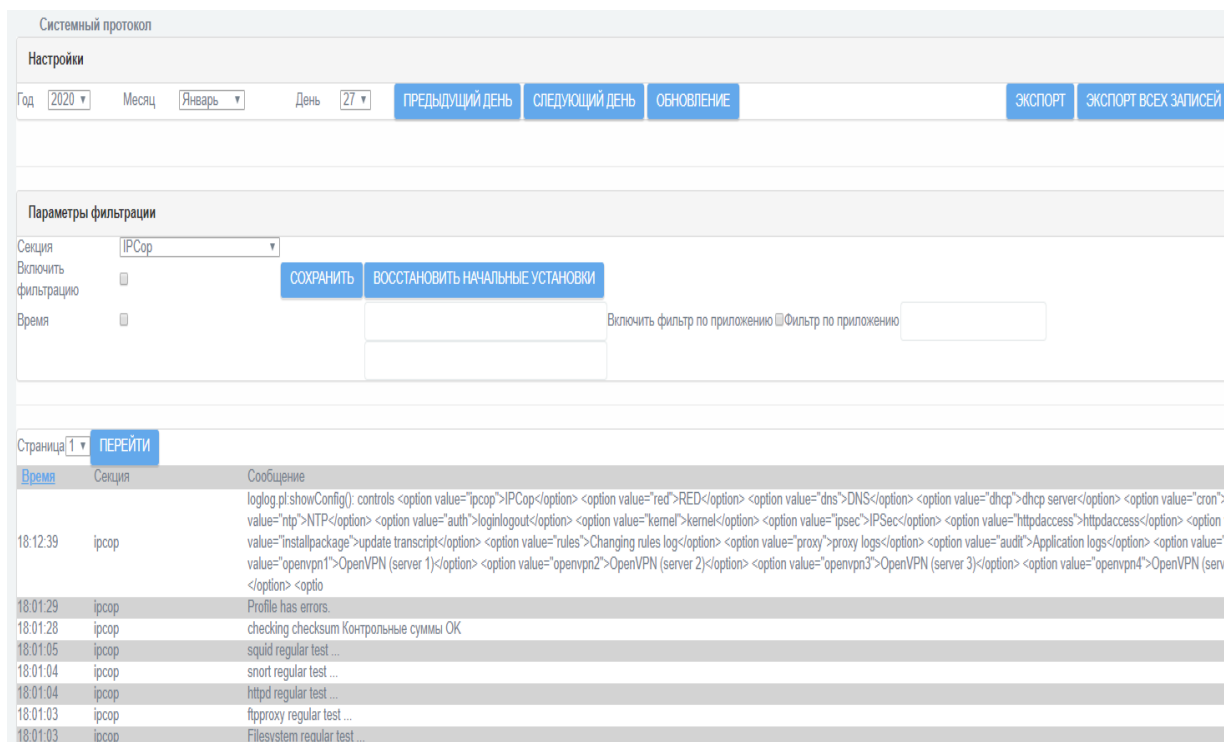 Системный протокол
Настройки
Год 2020 Месяц Январь День 27 ПРЕДЫДУЩИЙ ДЕНЬ СЛЕДУЮЩИЙ ДЕНЬ ОБНОВЛЕНИЕ ЭКСПОРТ ЭКСПОРТ ВСЕХ ЗАПИСЕЙ
Параметры фильтрации
Секция IPCop
Включить фильтрацию СОХРАНИТЬ ВОССТАНОВИТЬ НАЧАЛЬНЫЕ УСТАНОВКИ
Время Включить фильтр по приложению Фильтр по приложению
Страница 1 ПЕРЕЙТИ
Время Секция Сообщение
loglog.pl:showConfig(): controls <option value="ipcop">IPCop</option> <option value="red">RED</option> <option value="dns">DNS</option> <option value="dhcp">dhcp server</option> <option value="cron">
value="ntp">NTP</option> <option value="auth">loginlogout</option> <option value="kernel">kernel</option> <option value="ipsec">IPSec</option> <option value="httpdaccess">httpdaccess</option> <option
18:12:39 ipcop value="installpackage">update transcript</option> <option value="rules">Changing rules log</option> <option value="proxy">proxy logs</option> <option value="audit">Application logs</option> <option value="
value="openvpn1">OpenVPN (server 1)</option> <option value="openvpn2">OpenVPN (server 2)</option> <option value="openvpn3">OpenVPN (server 3)</option> <option value="openvpn4">OpenVPN (serv
</option> <optio
18:01:29 ipcop Profile has errors.
18:01:28 ipcop checking checksum Контрольные суммы OK
18:01:05 ipcop squid regular test ...
18:01:04 ipcop snort regular test ...
18:01:04 ipcop httpd regular test ...
18:01:03 ipcop ftpproxy regular test ...
18:01:03 ipcop Filesystem regular test ...